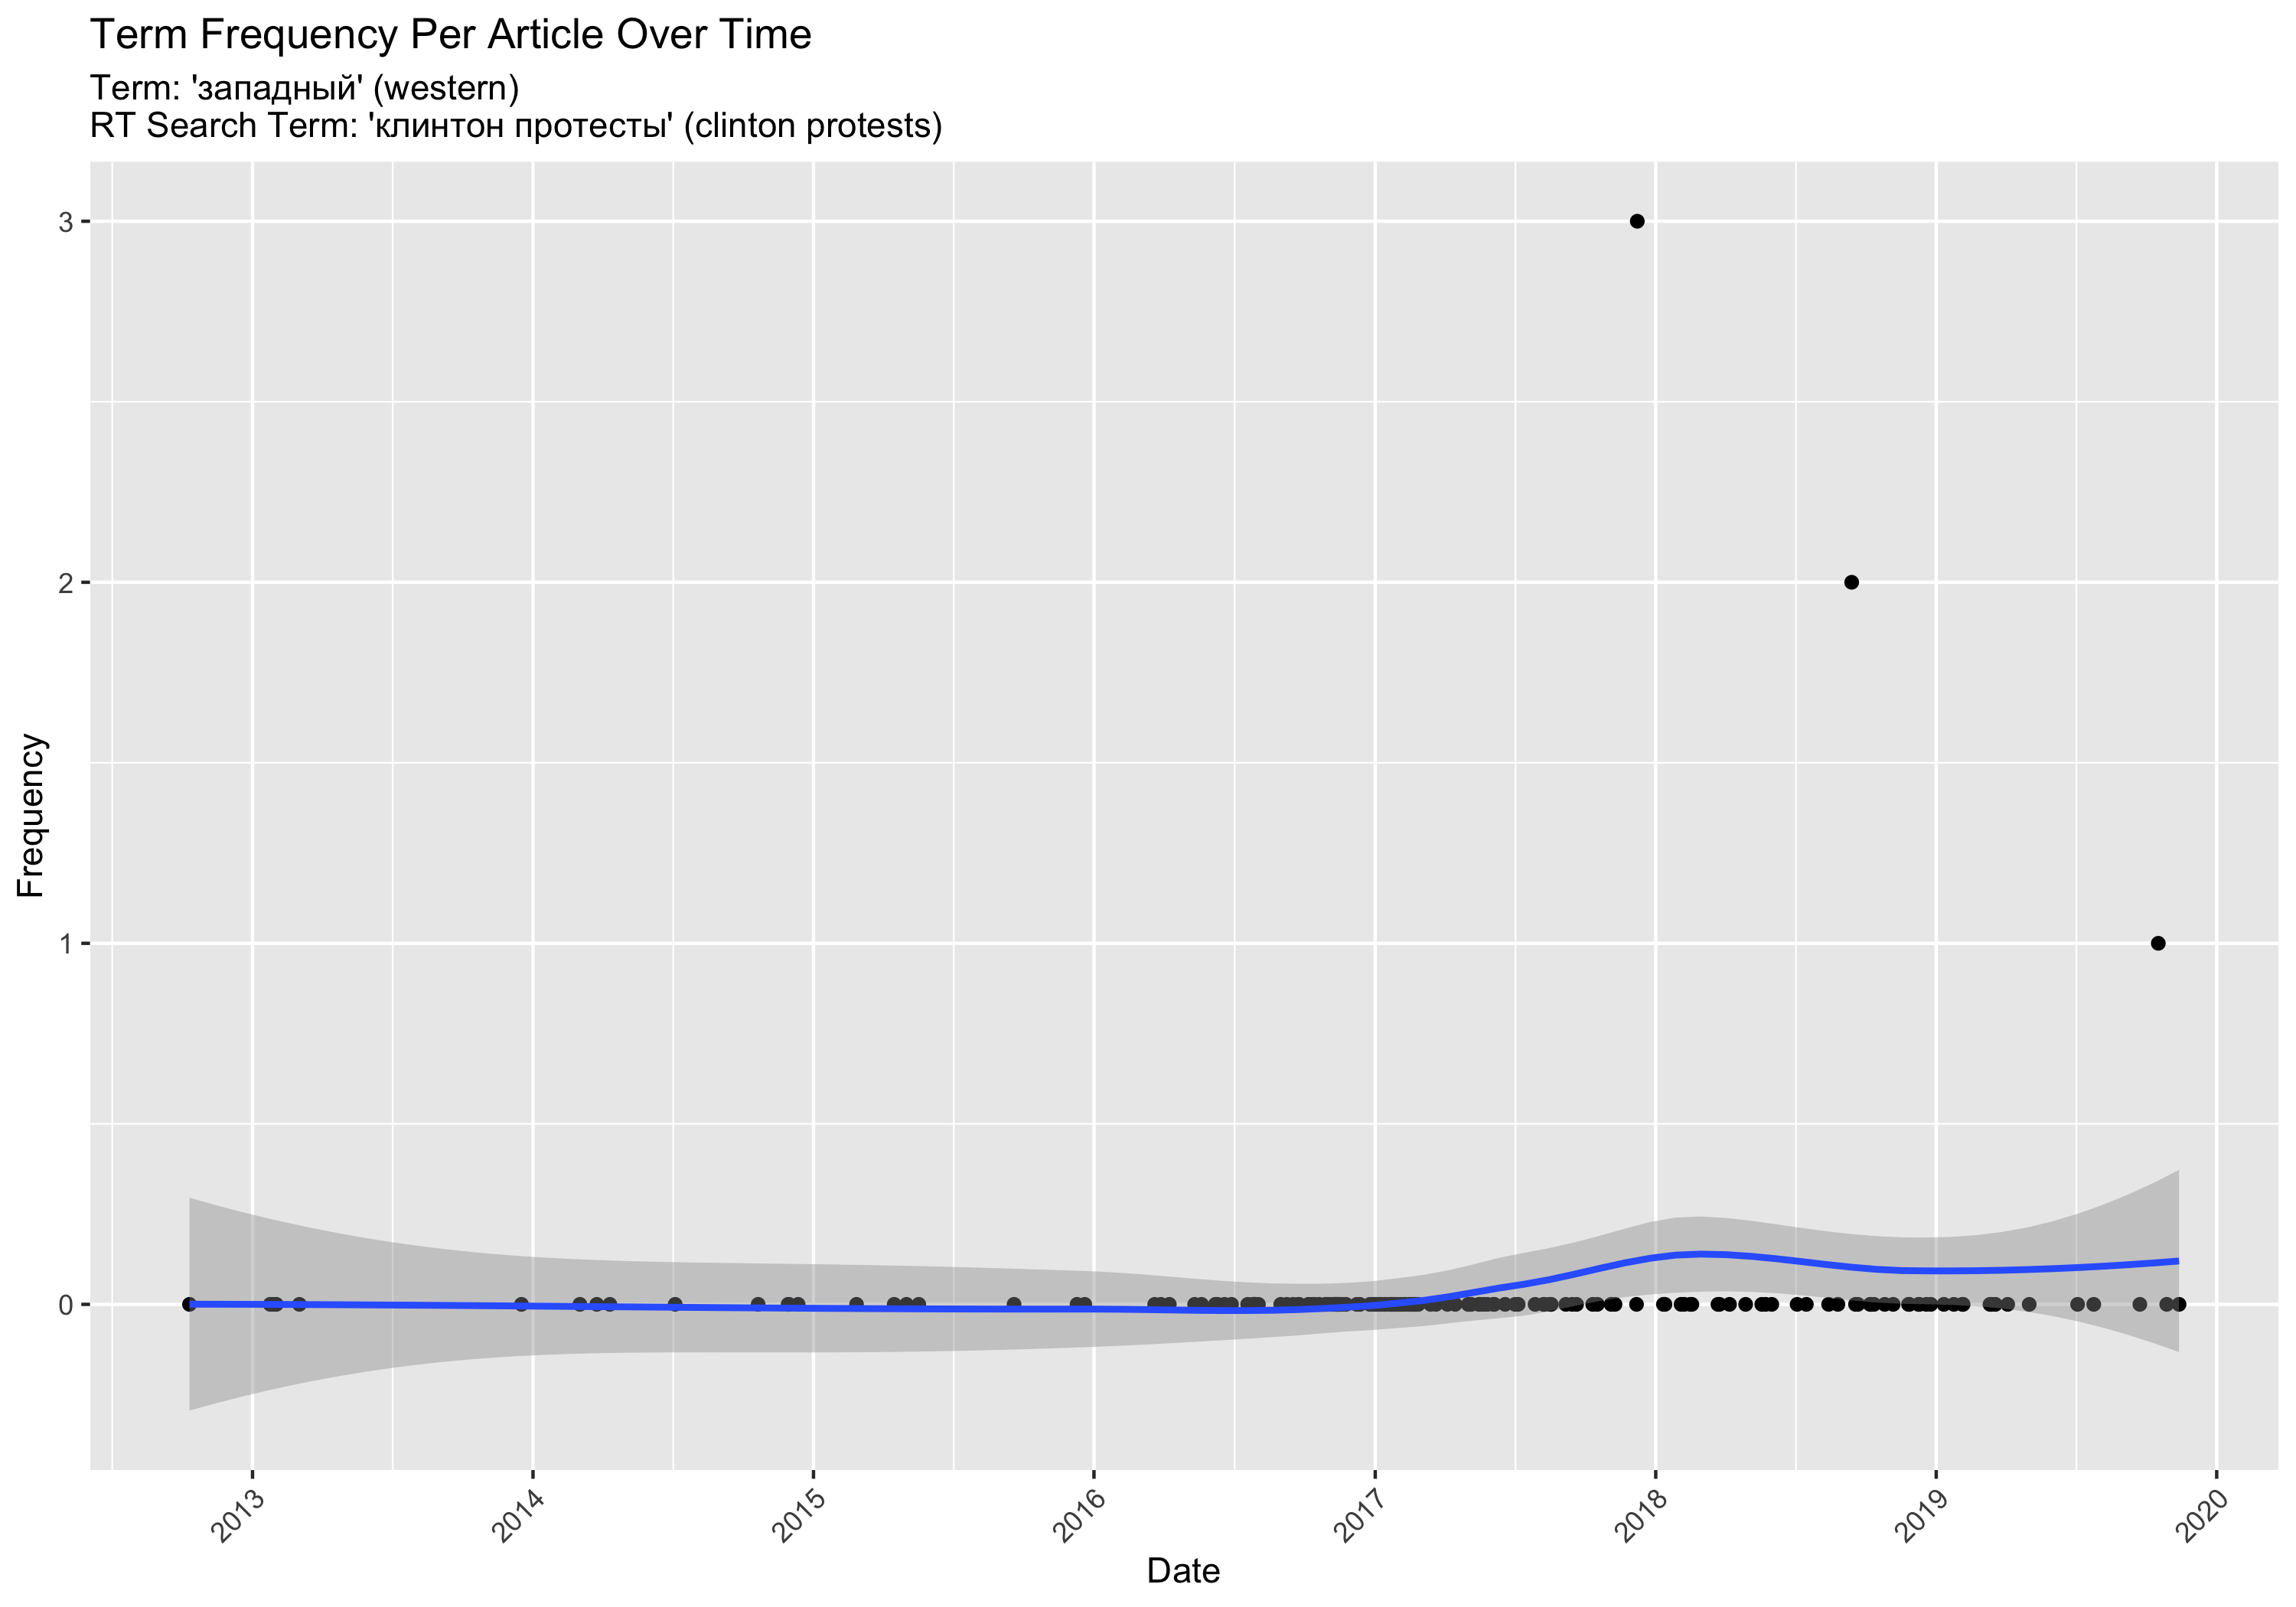 Term Frequency Per Article Over Time
Term: 'западный' (western)
RT Search Term: 'клинтон протесты' (clinton protests)
Frequency
3
2
1
0
2013
2014
2015
2016
2017
2018
2019
2020
Date